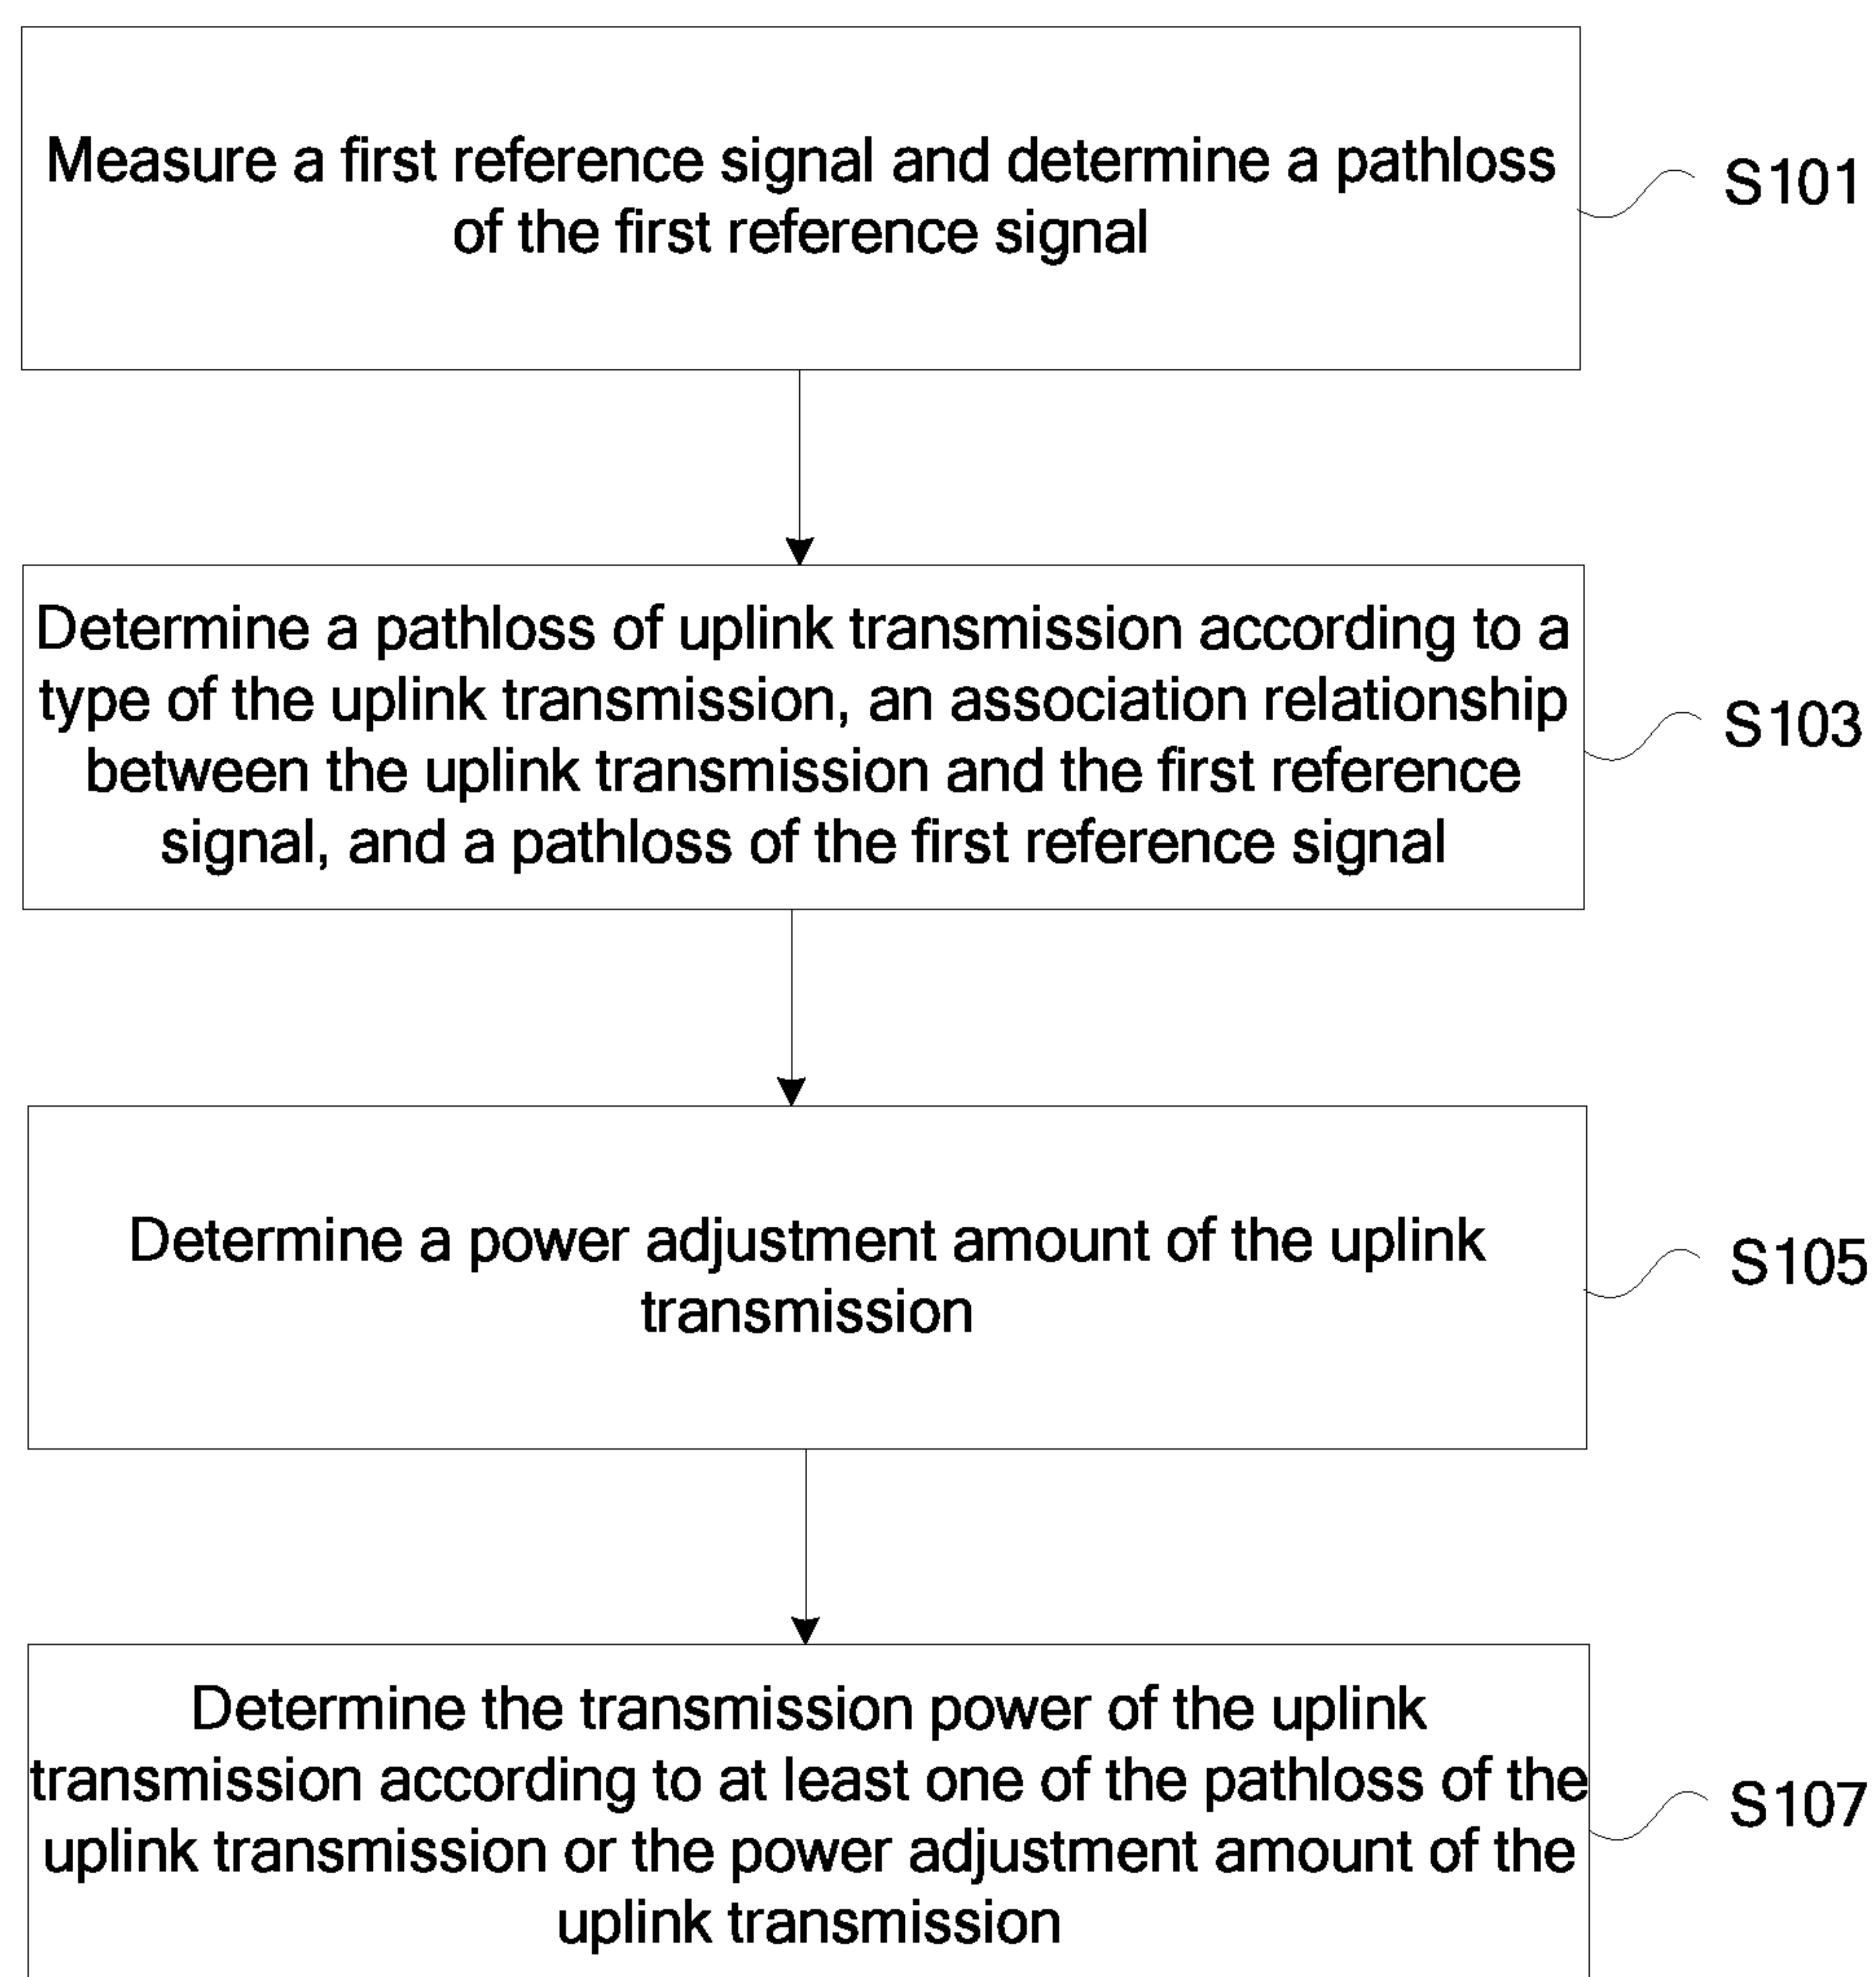 Measure a first reference signal and determine a pathloss
of the first reference signal
S101
Determine a pathloss of uplink transmission according to a
type of the uplink transmission, an association relationship
between the uplink transmission and the first reference
signal, and a pathloss of the first reference signal
S103
Determine a power adjustment amount of the uplink
transmission
S105
Determine the transmission power of the uplink
transmission according to at least one of the pathloss of the
uplink transmission or the power adjustment amount of the
uplink transmission
S107